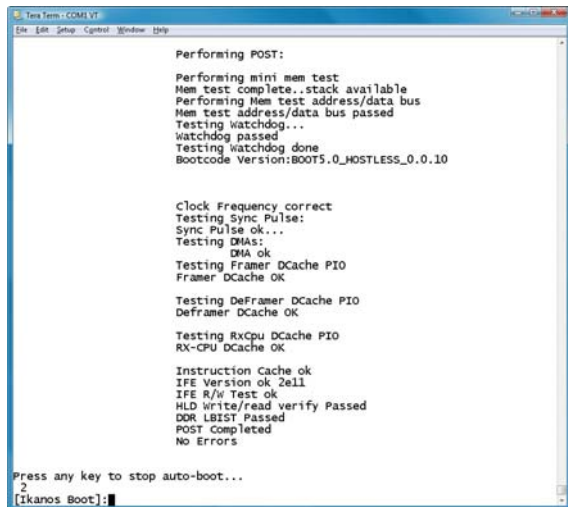 Tera Term - COM1 VT
File Edit Setup Control Window Help
Performing POST:
Performing mini mem test
Mem test complete..stack available
Performing Mem test address/data bus
Mem test address/data bus passed
Testing Watchdog...
Watchdog passed
Testing Watchdog done
Bootcode Version:BOOT5.0_HOSTLESS_0.0.10
Clock Frequency correct
Testing Sync Pulse:
Sync Pulse ok...
Testing DMAs:
DMA ok
Testing Framer DCache PIO
Framer DCache OK
Testing DeFramer DCache PIO
Deframer DCache OK
Testing RxCpu DCache PIO
RX-CPU DCache OK
Instruction Cache ok
IFE Version ok 2e11
IFE R/W Test ok
HLD Write/read verify Passed
DDR LBIST Passed
POST Completed
No Errors
Press any key to stop auto-boot...
2
[Ikanos Boot]: